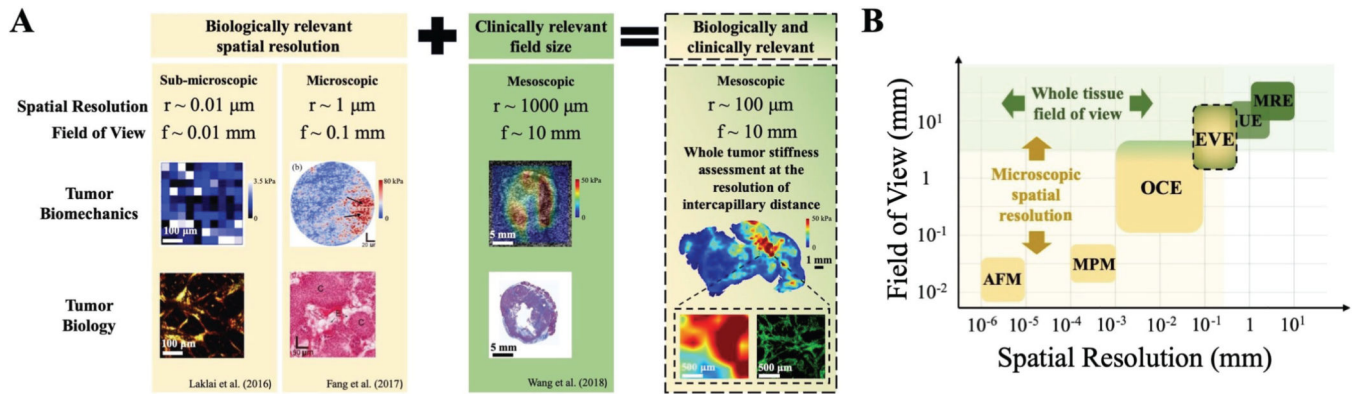 A
Biologically relevant
spatial resolution
Clinically relevant
field size
Biologically and
clinically relevant
Sub-microscopic
Microscopic
Mesoscopic
Mesoscopic
Spatial Resolution
r ~ 0.01 μm
r ~ 1 μm
r ~ 1000 μm
r ~ 100 μm
Field of View
f ~ 0.01 mm
f ~ 0.1 mm
f ~ 10 mm
f ~ 10 mm
Whole tumor stiffness
assessment at the
resolution of
intercapillary distance
Tumor
Biomechanics
3.5 kPa
0
100 μm
(b)
80 kPa
0
50 kPa
0
5 mm
50 kPa
0
1 mm
Tumor
Biology
100 μm
C
S
C
5 mm
500 μm
500 μm
Laklai et al. (2016)
Fang et al. (2017)
Wang et al. (2018)
B
Field of View (mm)
10¹
1
10⁻¹
10⁻²
Whole tissue
field of view
Microscopic
spatial
resolution
AFM
MPM
OCE
EVE
UE
MRE
10⁻⁶
10⁻⁵
10⁻⁴
10⁻³
10⁻²
10⁻¹
1
10¹
Spatial Resolution (mm)